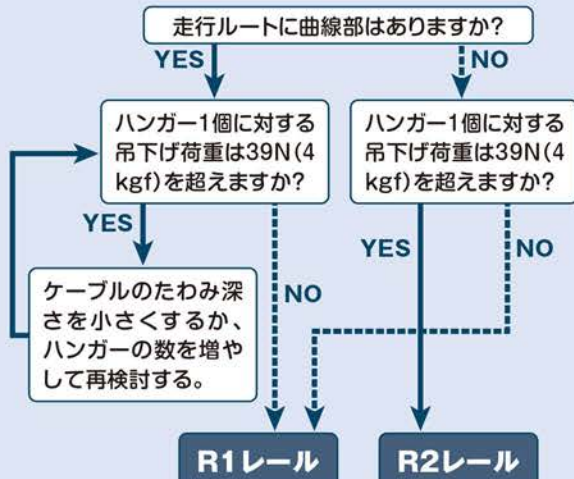 走行ルートに曲線部はありますか?
YES
NO
ハンガー1個に対する
吊下げ荷重は39N(4
kgf)を超えますか?
ハンガー1個に対する
吊下げ荷重は39N(4
kgf)を超えますか?
YES
YES
NO
ケーブルのたわみ深
さを小さくするか、
ハンガーの数を増や
して再検討する。
NO
R1レール
R2レール